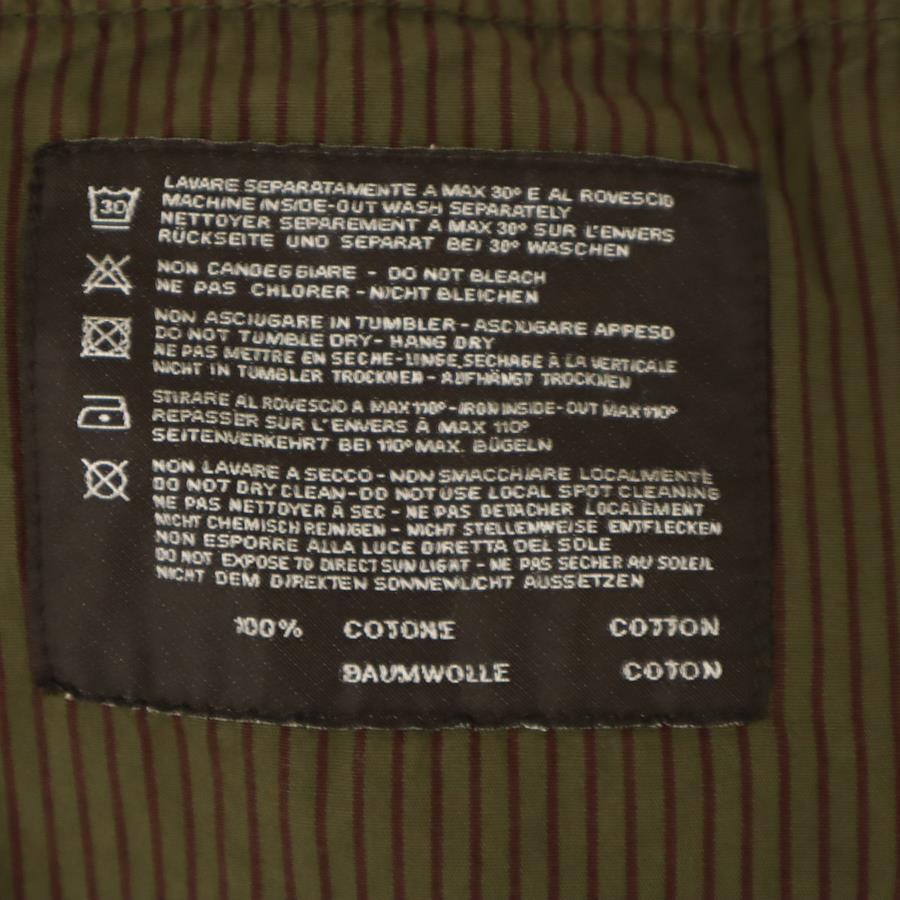 30
LAVARE SEPARATAMENTE A MAX 30° E AL ROVESCIO
MACHINE INSIDE-OUT WASH SEPARATELY
NETTOYER SEPAREMENT A MAX 30° SUR L'ENVERS
RÜCKSEITE UND SEPARAT BEI 30° WASCHEN
NON CANDEGGIARE - DO NOT BLEACH
NE PAS CHLORER - NICHT BLEICHEN
NON ASCIUGARE IN TUMBLER - ASCIUGARE APPESO
DO NOT TUMBLE DRY - HANG DRY
NE PAS METTRE EN SECHE-LINGE,SECHAGE À LA VERTICALE
NICHT IN TUMBLER TROCKNEN - AUFHÄNGT TROCKNEN
STIRARE AL ROVESCIO A MAX 110° - IRON INSIDE-OUT MAX 110°
REPASSER SUR L'ENVERS À MAX 110°
SEITENVERKEHRT BEI 110° MAX. BÜGELN
NON LAVARE A SECCO - NON SMACCHIARE LOCALMENTE
DO NOT DRY CLEAN - DO NOT USE LOCAL SPOT CLEANING
NE PAS NETTOYER À SEC - NE PAS DETACHER LOCALEMENT
NICHT CHEMISCH REINIGEN - NICHT STELLENWEISE ENTFLECKEN
NON ESPORRE ALLA LUCE DIRETTA DEL SOLE
DO NOT EXPOSE TO DIRECT SUN LIGHT - NE PAS SECHER AU SOLEIL
NICHT DEM DIREKTEN SONNENLICHT AUSSETZEN
100% COTONE COTTON
BAUMWOLLE COTON